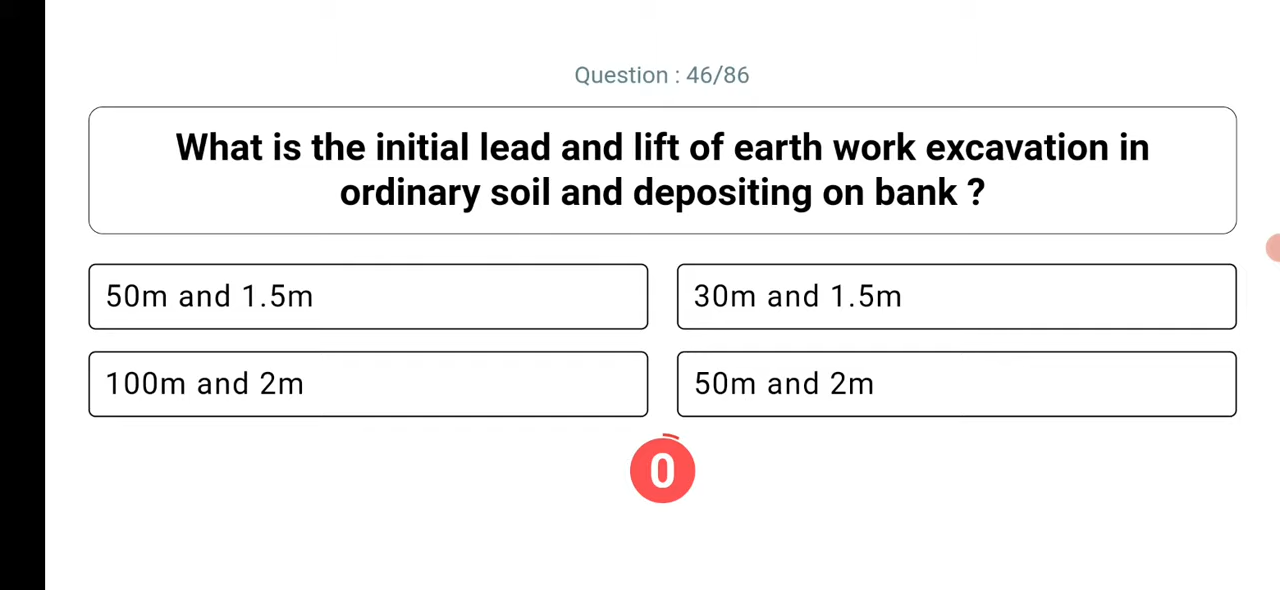 Question : 46/86
What is the initial lead and lift of earth work excavation in
ordinary soil and depositing on bank ?
50m and 1.5m
30m and 1.5m
100m and 2m
50m and 2m
0